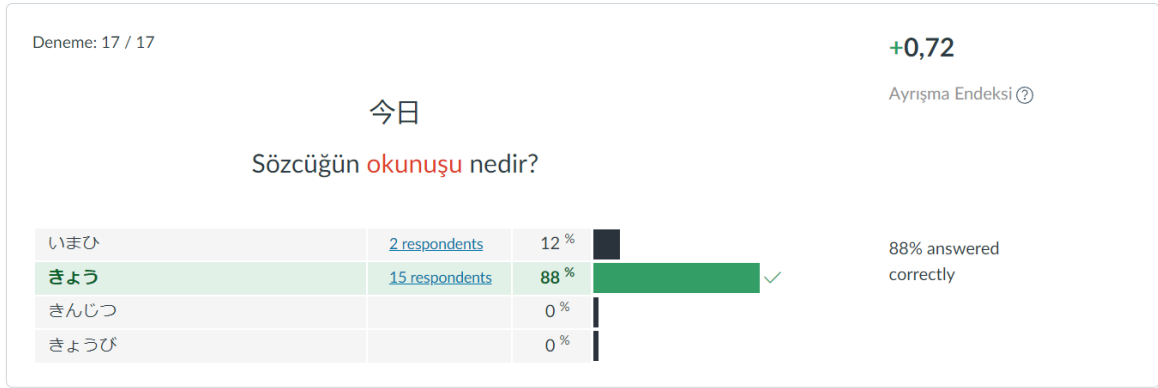 Deneme: 17 / 17
+0,72
Ayrışma Endeksi ?
今日
Sözcüğün okunuşu nedir?
いまひ 2 respondents 12 %
きょう 15 respondents 88 %
きんじつ 0 %
きょうび 0 %
88% answered
correctly